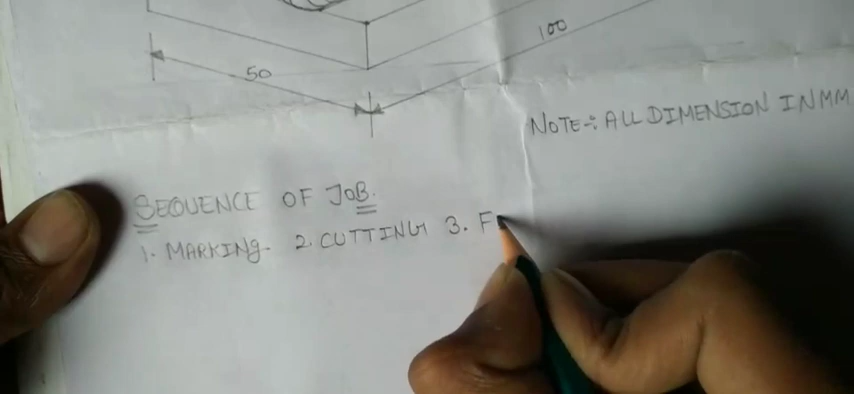 100
50
NOTE-: ALL DIMENSION IN MM
SEQUENCE OF JOB.
1. MARKING. 2. CUTTING 3. F